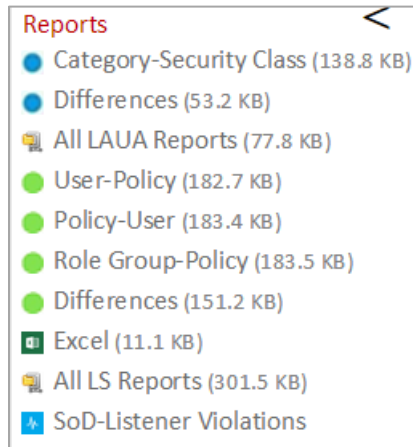 Reports <
Category-Security Class (138.8 KB)
Differences (53.2 KB)
All LAUA Reports (77.8 KB)
User-Policy (182.7 KB)
Policy-User (183.4 KB)
Role Group-Policy (183.5 KB)
Differences (151.2 KB)
Excel (11.1 KB)
All LS Reports (301.5 KB)
SoD-Listener Violations